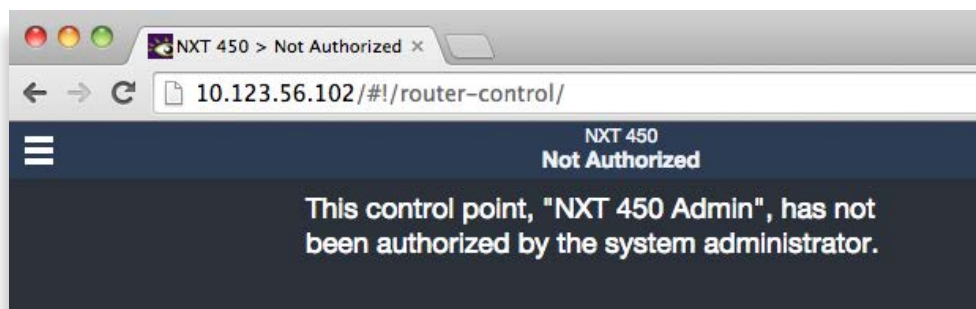 NXT 450 > Not Authorized ×
10.123.56.102/#!/router-control/
NXT 450
Not Authorized
This control point, "NXT 450 Admin", has not
been authorized by the system administrator.